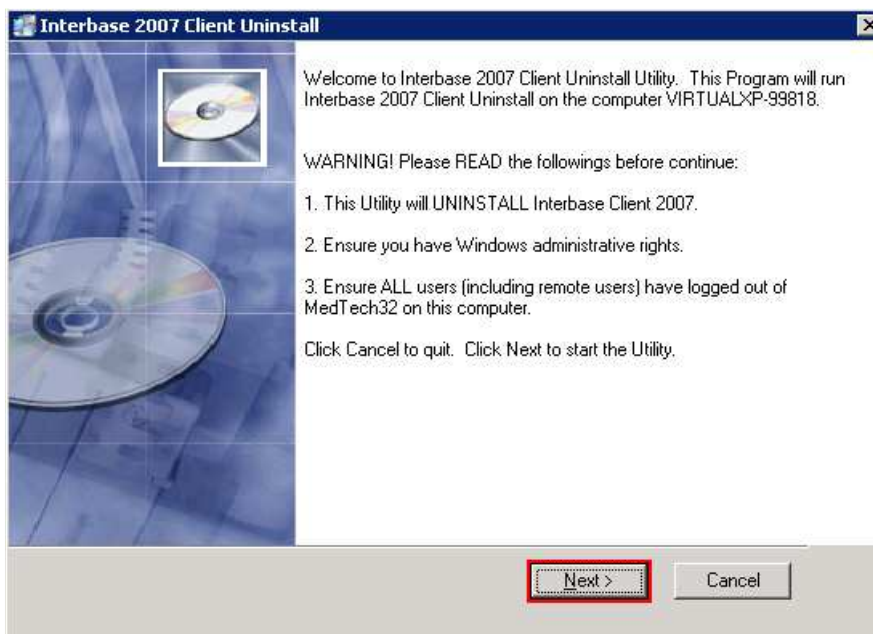 Interbase 2007 Client Uninstall
Welcome to Interbase 2007 Client Uninstall Utility. This Program will run
Interbase 2007 Client Uninstall on the computer VIRTUALXP-99818.
WARNING! Please READ the followings before continue:
1. This Utility will UNINSTALL Interbase Client 2007.
2. Ensure you have Windows administrative rights.
3. Ensure ALL users (including remote users) have logged out of
MedTech32 on this computer.
Click Cancel to quit. Click Next to start the Utility.
Next >
Cancel